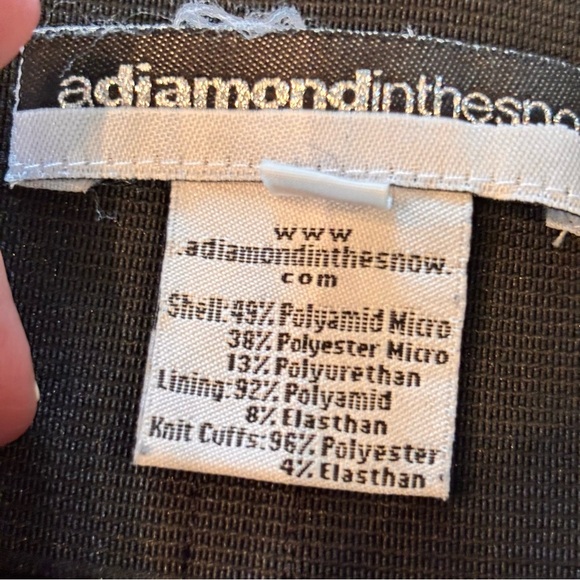 adiamondinthesno
www
.adiamondinthesnow.
com
Shell:49% Polyamid Micro
38% Polyester Micro
13% Polyurethan
Lining:92% Polyamid
8% Elasthan
Knit Cuffs:96% Polyester
4% Elasthan